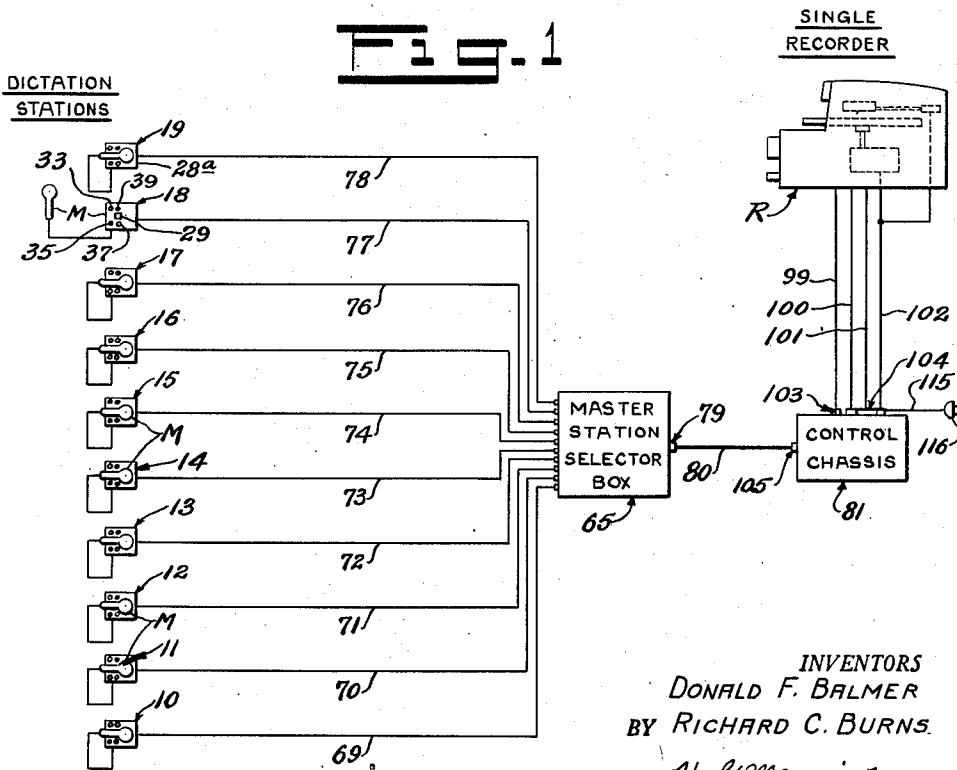 Fig. 1
SINGLE
RECORDER
DICTATION
STATIONS
19
28a
78
33
39
18
M
29
35
37
77
17
76
16
75
15
M
74
14
73
13
72
12
M
71
11
70
10
69
MASTER
STATION
SELECTOR
BOX
65
79
80
105
R
99
100
101
102
103
104
115
116
CONTROL
CHASSIS
81
INVENTORS
DONALD F. BALMER
BY RICHARD C. BURNS.